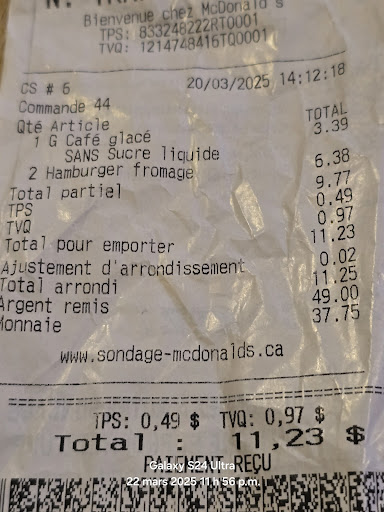 Bienvenue chez McDonald's
TPS: 833248222RT0001
TVQ: 1214748416TQ0001
CS # 6 20/03/2025 14:12:18
Commande 44
Qté Article TOTAL
1 G Café glacé 3.39
SANS Sucre liquide
2 Hamburger fromage 6.38
Total partiel 9.77
TPS 0.49
TVQ 0.97
Total pour emporter 11.23
Ajustement d'arrondissement 0.02
Total arrondi 11.25
Argent remis 49.00
Monnaie 37.75
www.sondage-mcdonalds.ca
TPS: 0,49 $ TVQ: 0,97 $
Total : 11,23 $
PAIEMENT REÇU
Galaxy S24 Ultra
22 mars 2025 11 h 56 p.m.